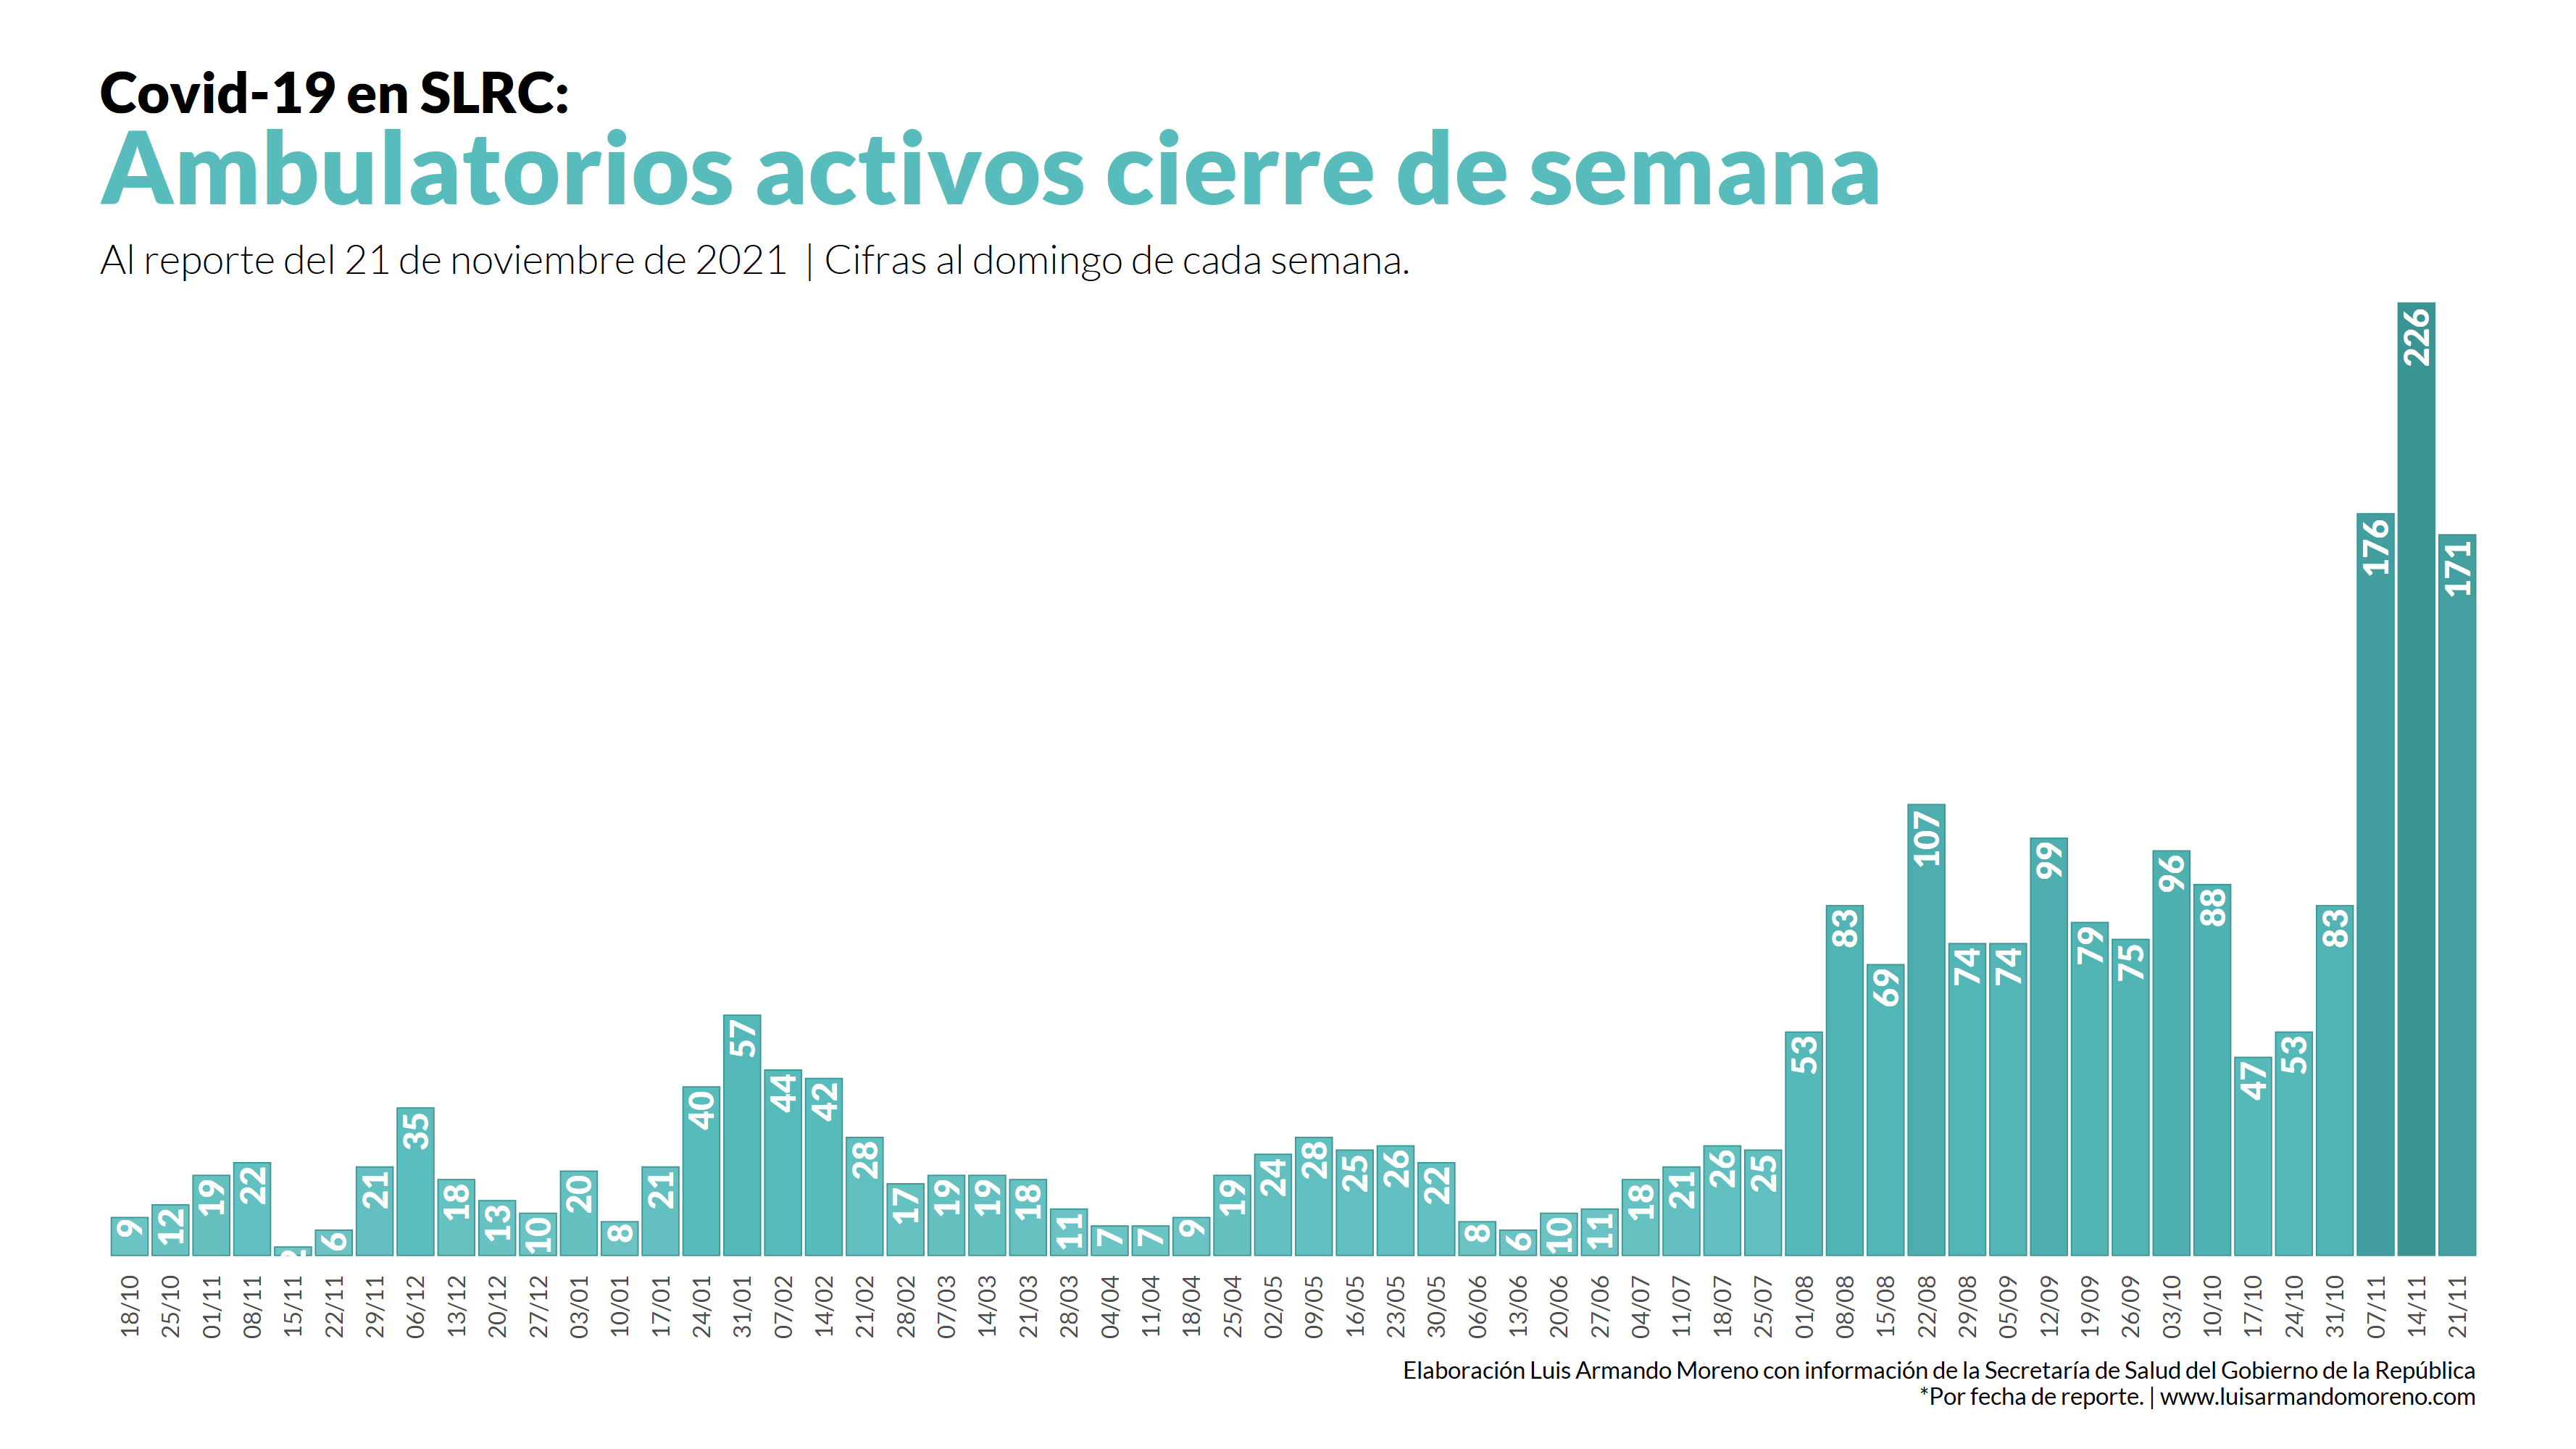 Covid-19 en SLRC:
Ambulatorios activos cierre de semana
Al reporte del 21 de noviembre de 2021 | Cifras al domingo de cada semana.
9 12 19 22 2 6 21 35 18 13 10 20 8 21 40 57 44 42 28 17 19 19 18 11 7 7 9 19 24 28 25 26 22 8 6 10 11 18 21 26 25 53 83 69 107 74 74 99 79 75 96 88 47 53 83 176 226 171
18/10 25/10 01/11 08/11 15/11 22/11 29/11 06/12 13/12 20/12 27/12 03/01 10/01 17/01 24/01 31/01 07/02 14/02 21/02 28/02 07/03 14/03 21/03 28/03 04/04 11/04 18/04 25/04 02/05 09/05 16/05 23/05 30/05 06/06 13/06 20/06 27/06 04/07 11/07 18/07 25/07 01/08 08/08 15/08 22/08 29/08 05/09 12/09 19/09 26/09 03/10 10/10 17/10 24/10 31/10 07/11 14/11 21/11
Elaboración Luis Armando Moreno con información de la Secretaría de Salud del Gobierno de la República
*Por fecha de reporte. | www.luisarmandomoreno.com